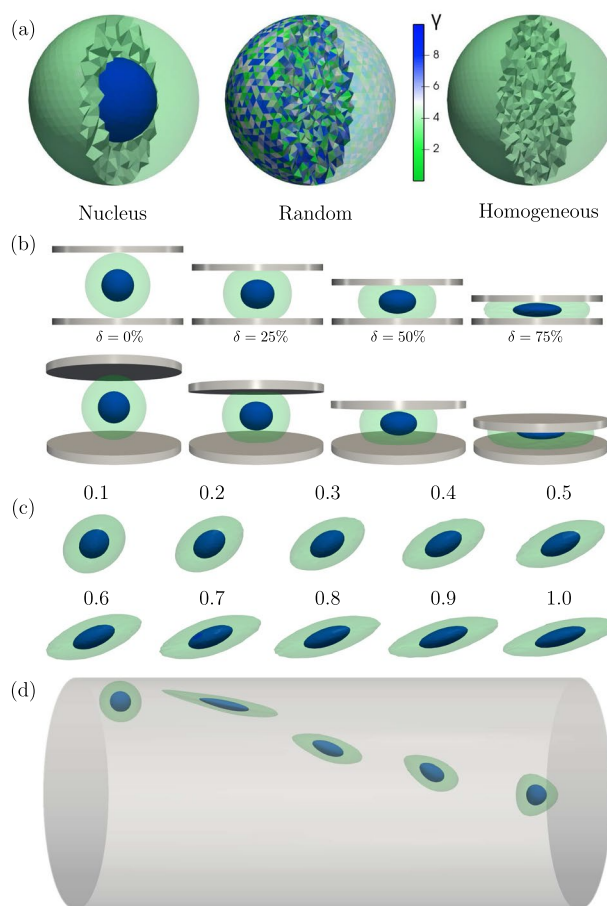 (a)
γ
8
6
4
2
Nucleus
Random
Homogeneous
(b)
δ = 0%
δ = 25%
δ = 50%
δ = 75%
(c)
0.1
0.2
0.3
0.4
0.5
0.6
0.7
0.8
0.9
1.0
(d)